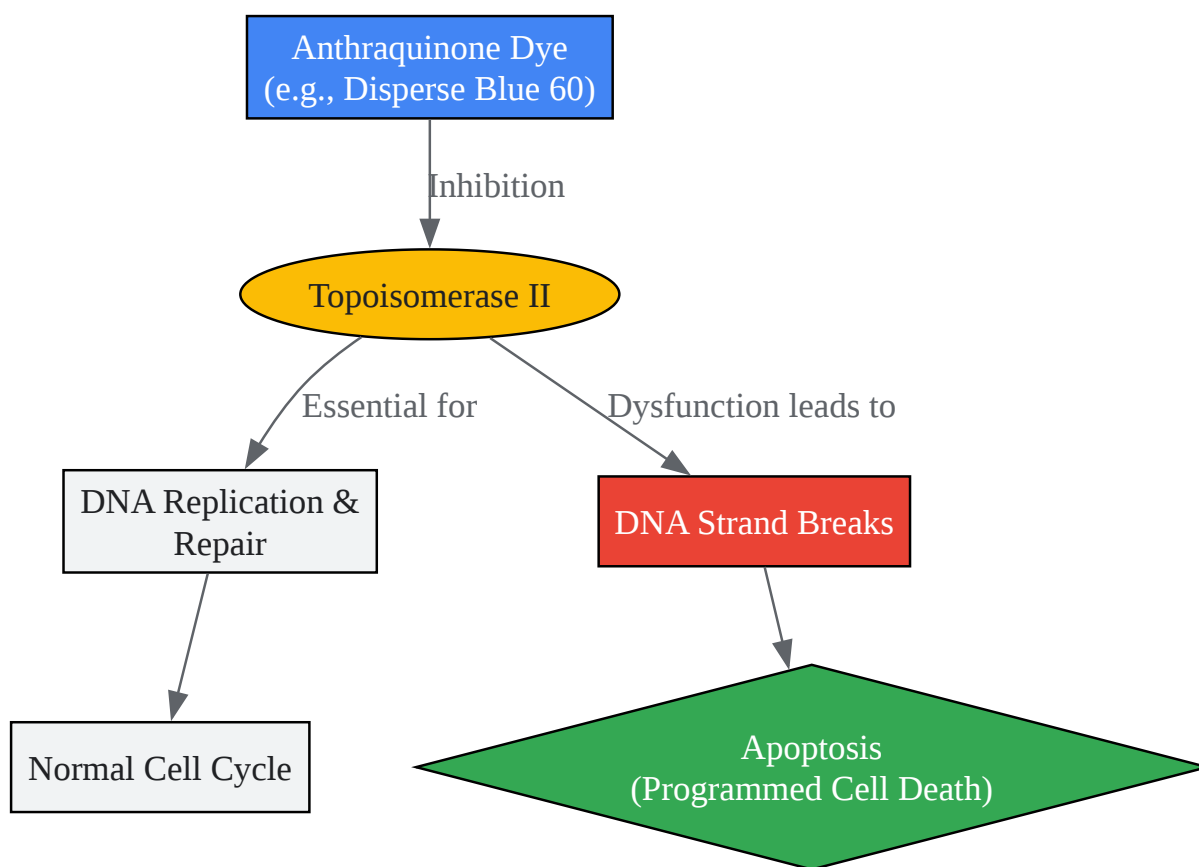 Anthraquinone Dye
(e.g., Disperse Blue 60)
Inhibition
Topoisomerase II
Essential for
Dysfunction leads to
DNA Replication &
Repair
DNA Strand Breaks
Normal Cell Cycle
Apoptosis
(Programmed Cell Death)